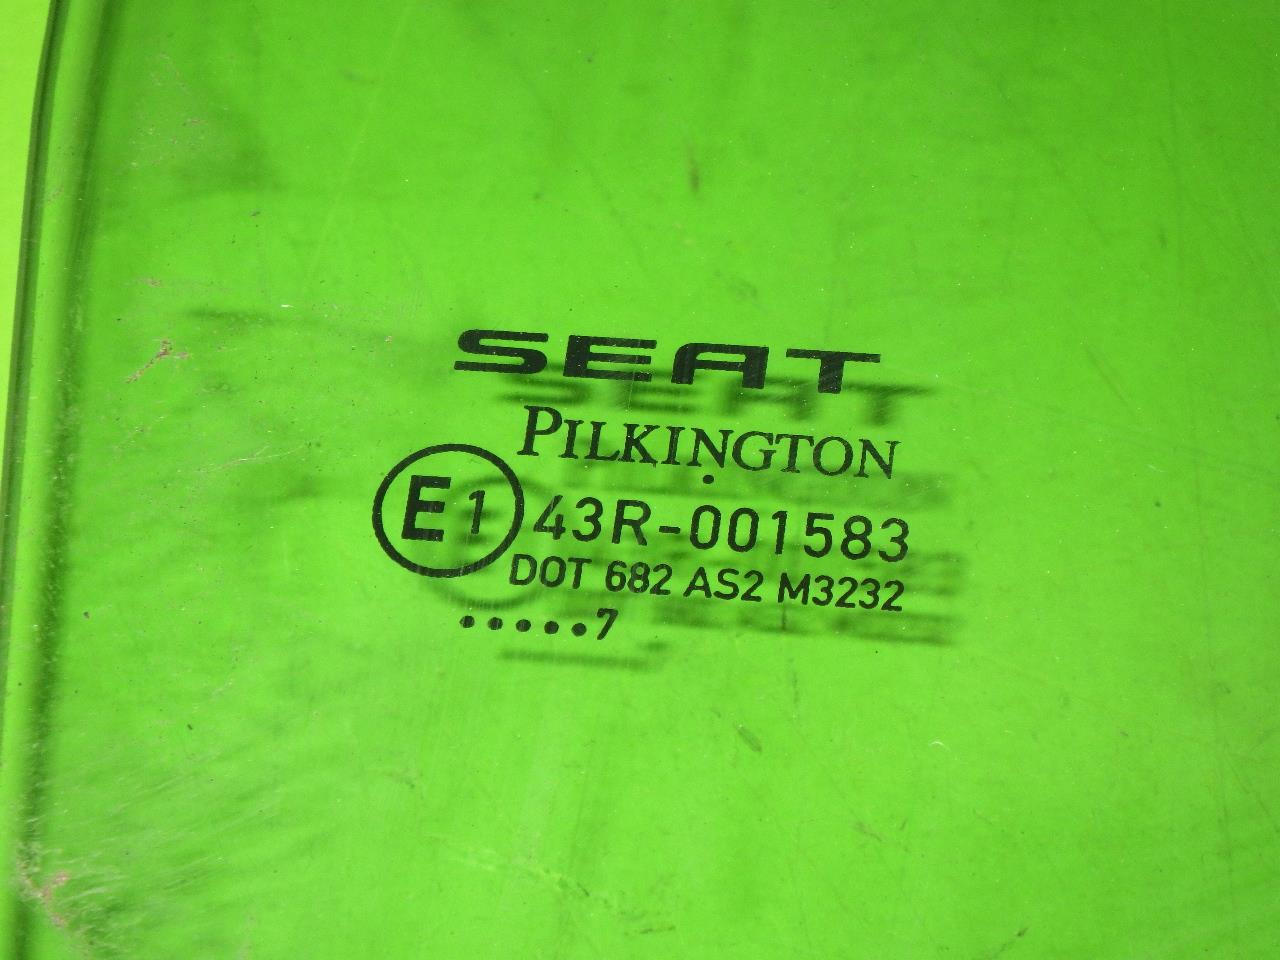 SEAT
PILKINGTON
E1 43R-001583
DOT 682 AS2 M3232
.....7